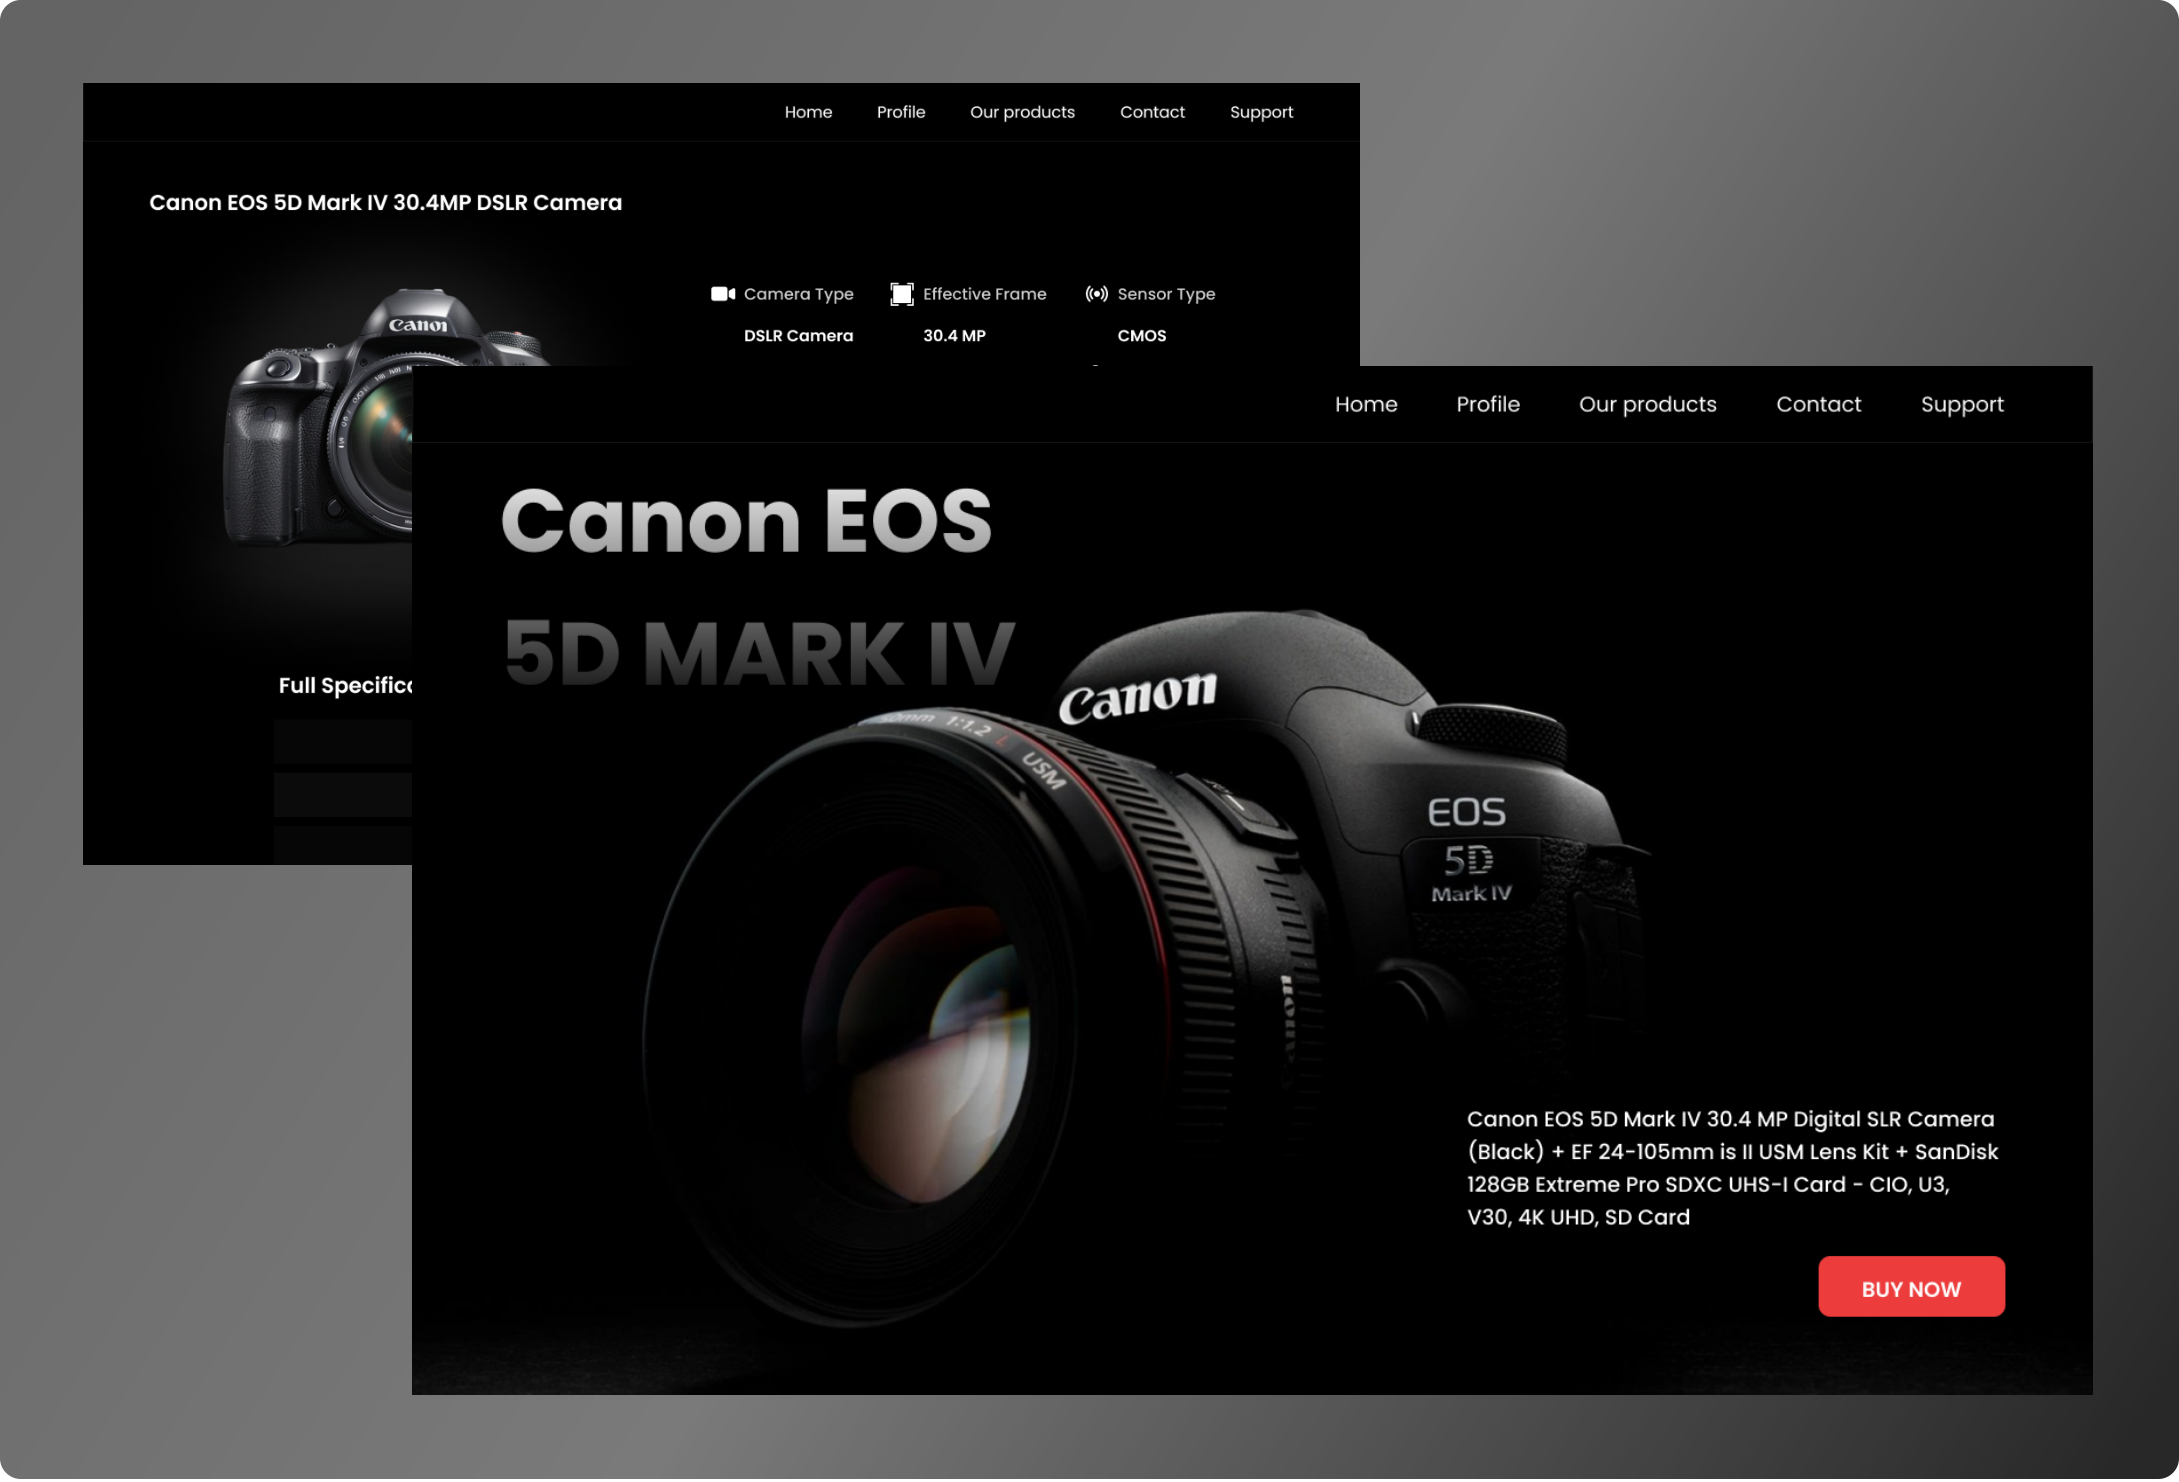 Home Profile Our products Contact Support
Canon EOS 5D Mark IV 30.4MP DSLR Camera
Camera Type Effective Frame Sensor Type
DSLR Camera 30.4 MP CMOS
Canon
Full Specific
Home Profile Our products Contact Support
Canon EOS
5D MARK IV
Canon
mm 1:1.2 L USM
EOS
5D
Mark IV
Canon EOS 5D Mark IV 30.4 MP Digital SLR Camera
(Black) + EF 24-105mm is II USM Lens Kit + SanDisk
128GB Extreme Pro SDXC UHS-I Card - CIO, U3,
V30, 4K UHD, SD Card
BUY NOW